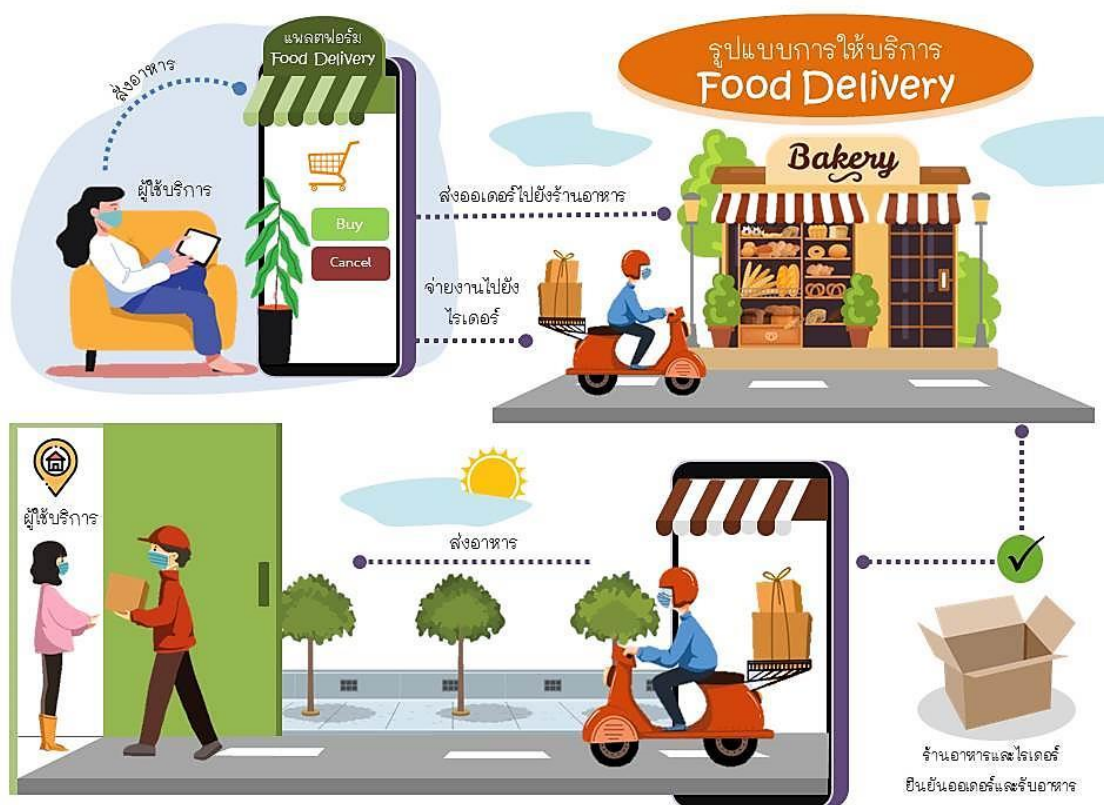 รูปแบบการให้บริการ
Food Delivery
แพลตฟอร์ม
Food Delivery
สั่งอาหาร
ผู้ใช้บริการ
Buy
Cancel
ส่งออเดอร์ไปยังร้านอาหาร
จ่ายงานไปยัง
ไรเดอร์
Bakery
ร้านอาหารและไรเดอร์
ยืนยันออเดอร์และรับอาหาร
ส่งอาหาร
ผู้ใช้บริการ